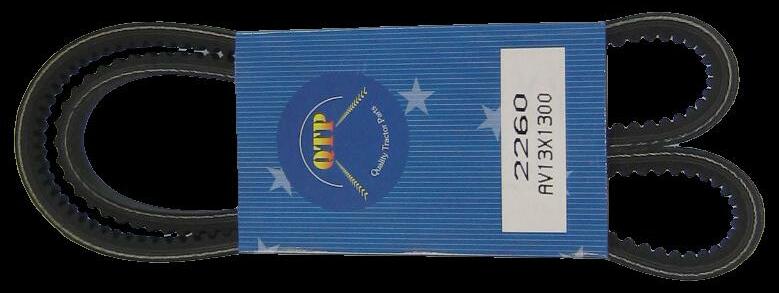 QTP
Quality Tractor Parts
2260
AV13X1300